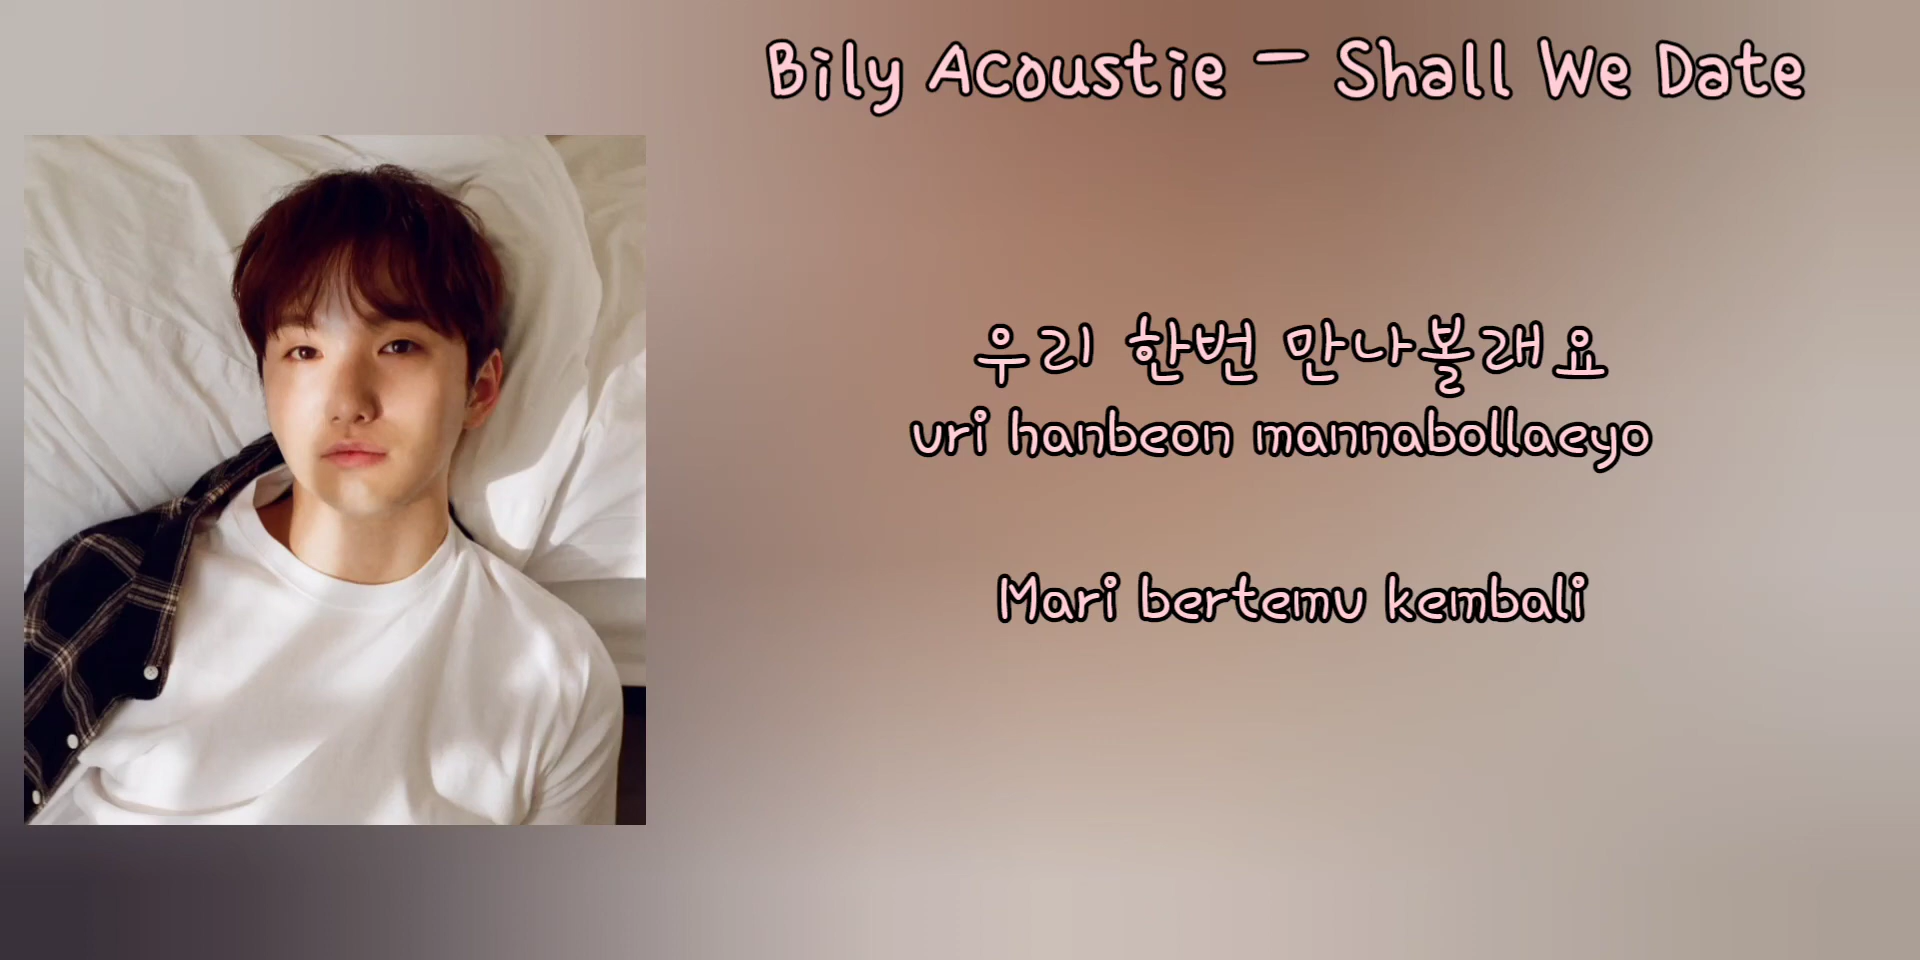 Bily Acoustie - Shall We Date
우리 한번 만나볼래요
uri hanbeon mannabollaeyo
Mari bertemu kembali